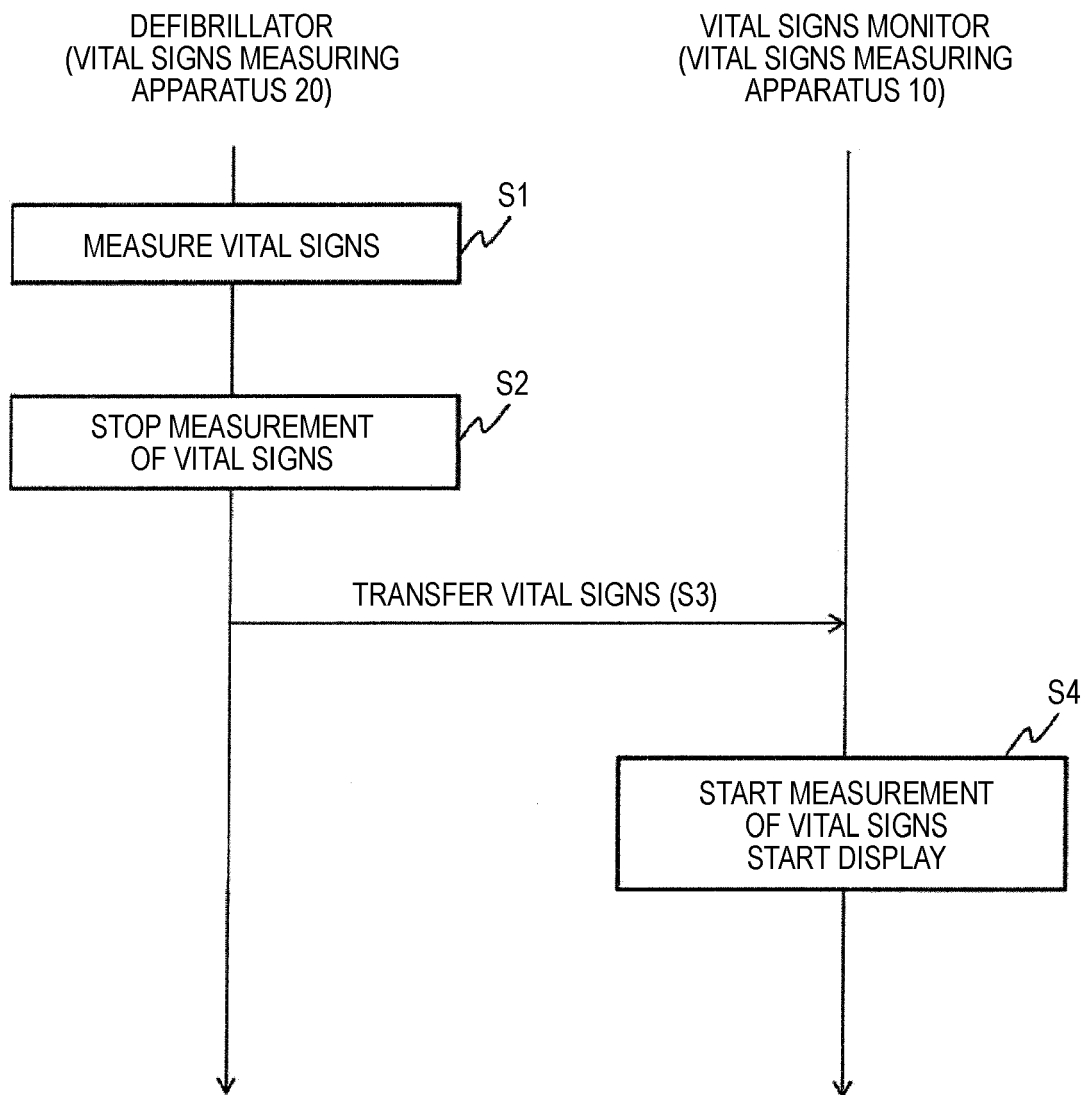 DEFIBRILLATOR
(VITAL SIGNS MEASURING
APPARATUS 20)
VITAL SIGNS MONITOR
(VITAL SIGNS MEASURING
APPARATUS 10)
S1
MEASURE VITAL SIGNS
S2
STOP MEASUREMENT
OF VITAL SIGNS
TRANSFER VITAL SIGNS (S3)
S4
START MEASUREMENT
OF VITAL SIGNS
START DISPLAY